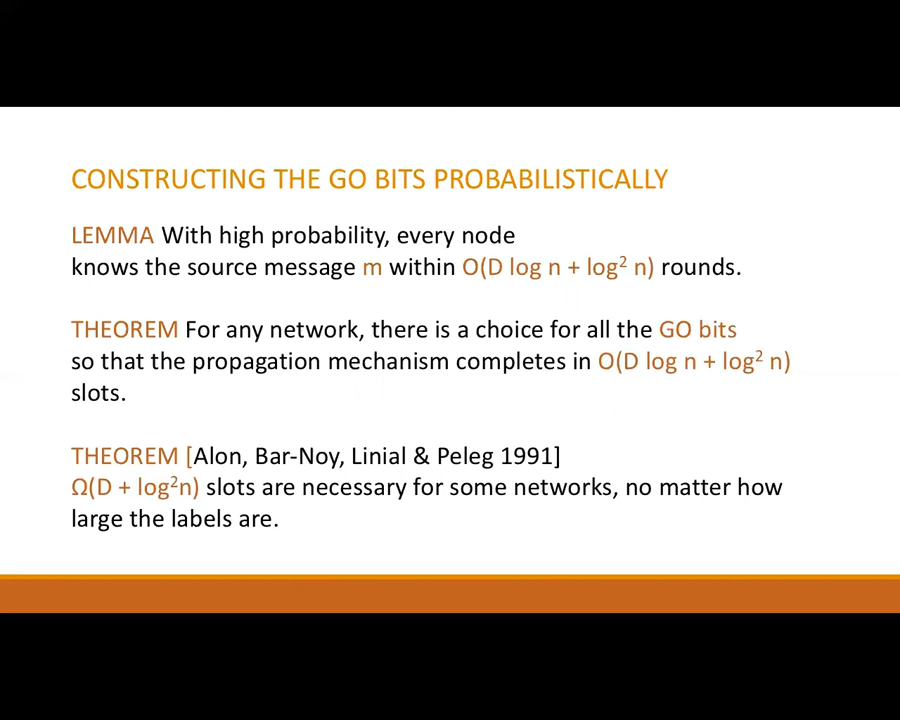 CONSTRUCTING THE GO BITS PROBABILISTICALLY
LEMMA With high probability, every node
knows the source message m within O(D log n + log² n) rounds.
THEOREM For any network, there is a choice for all the GO bits
so that the propagation mechanism completes in O(D log n + log² n)
slots.
THEOREM [Alon, Bar-Noy, Linial & Peleg 1991]
Ω(D + log²n) slots are necessary for some networks, no matter how
large the labels are.